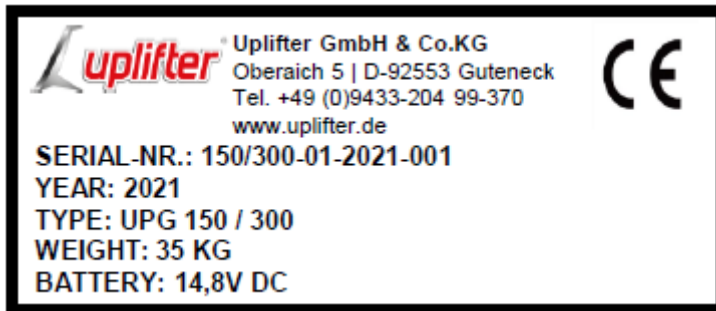 uplifter
Uplifter GmbH & Co.KG
Oberaich 5 | D-92553 Guteneck
Tel. +49 (0)9433-204 99-370
www.uplifter.de
CE
SERIAL-NR.: 150/300-01-2021-001
YEAR: 2021
TYPE: UPG 150 / 300
WEIGHT: 35 KG
BATTERY: 14,8V DC